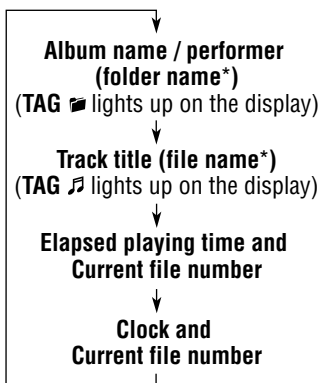 Album name / performer
(folder name*)
(TAG lights up on the display)
Track title (file name*)
(TAG lights up on the display)
Elapsed playing time and
Current file number
Clock and
Current file number